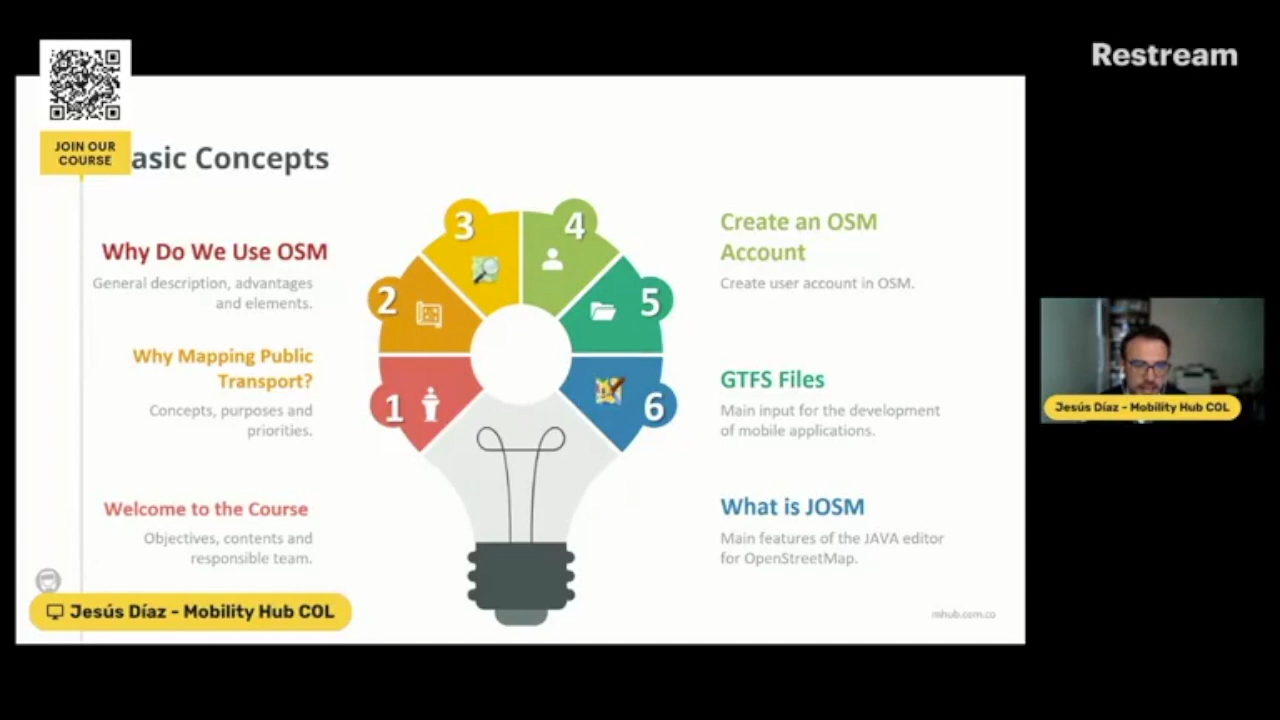 Restream
JOIN OUR
COURSE
asic Concepts
Why Do We Use OSM
General description, advantages
and elements.
Why Mapping Public
Transport?
Concepts, purposes and
priorities.
Welcome to the Course
Objectives, contents and
responsible team.
3
4
2
5
1
6
Create an OSM
Account
Create user account in OSM.
GTFS Files
Main input for the development
of mobile applications.
What is JOSM
Main features of the JAVA editor
for OpenStreetMap.
Jesús Díaz - Mobility Hub COL
mhub.com.co
Jesús Díaz - Mobility Hub COL